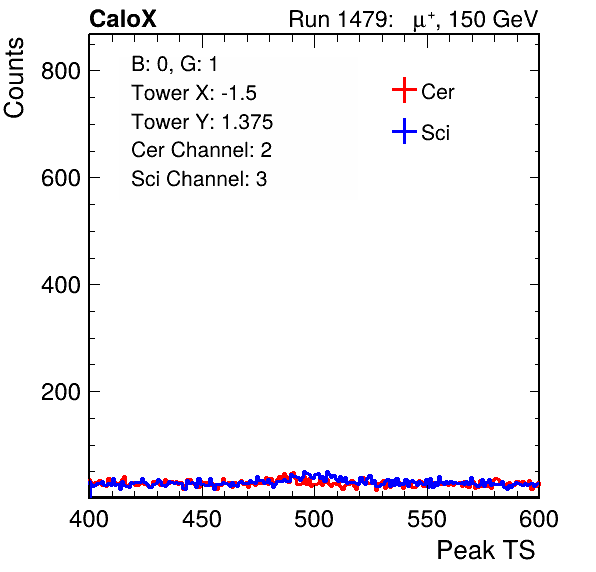 CaloX Run 1479: μ⁺, 150 GeV
Counts
B: 0, G: 1
Tower X: -1.5
Tower Y: 1.375
Cer Channel: 2
Sci Channel: 3
Cer
Sci
800
600
400
200
400 450 500 550 600
Peak TS